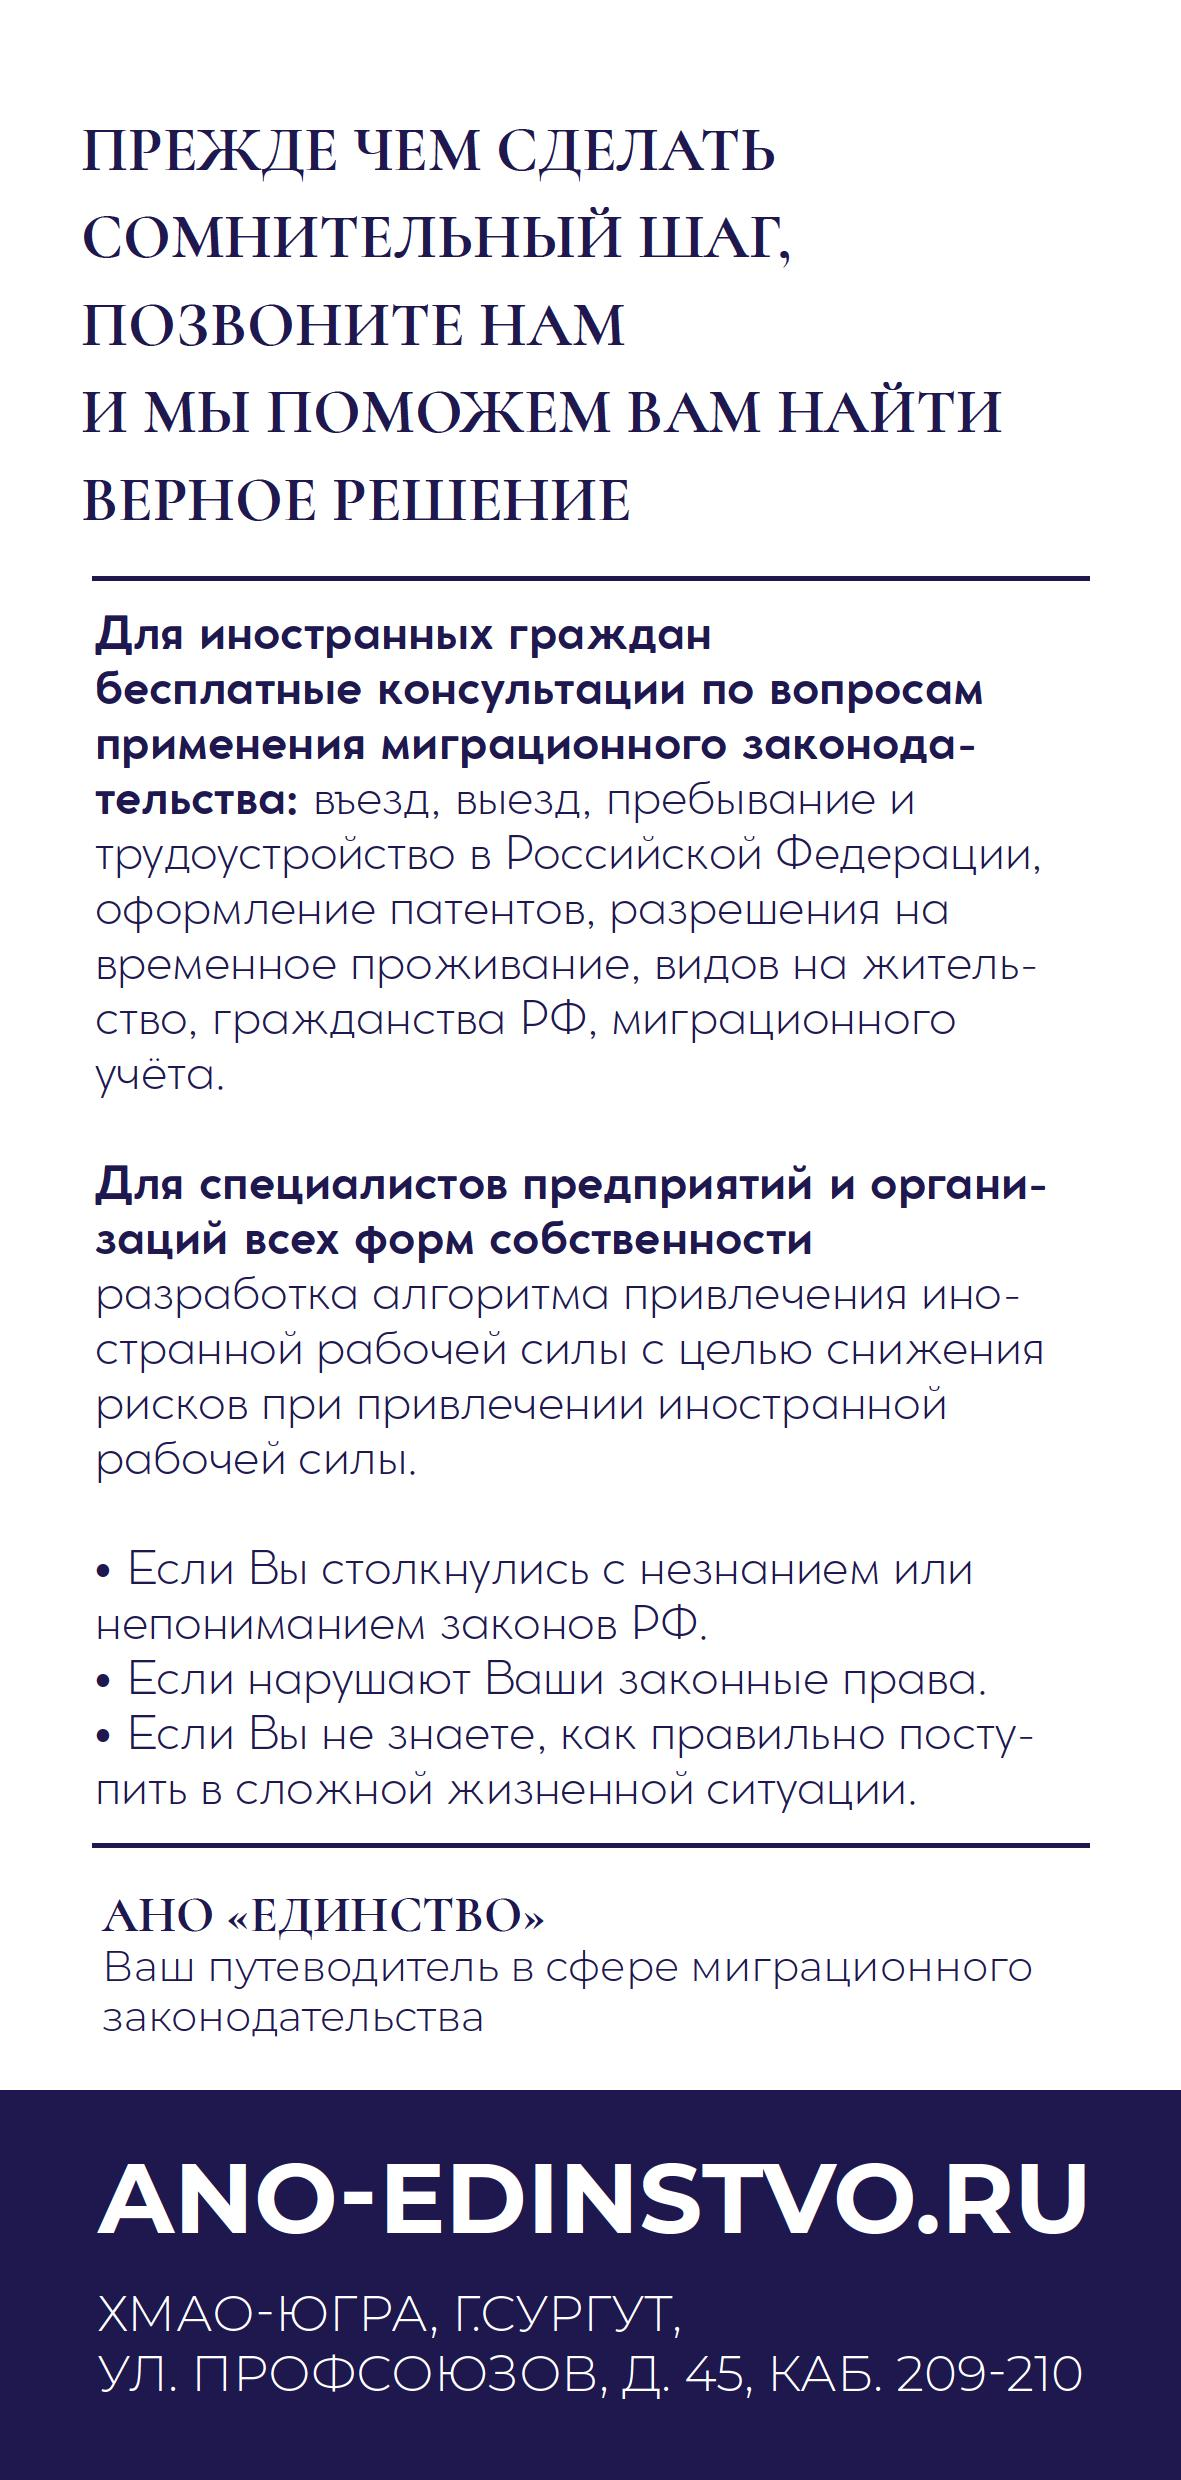 ПРЕЖДЕ ЧЕМ СДЕЛАТЬ
СОМНИТЕЛЬНЫЙ ШАГ,
ПОЗВОНИТЕ НАМ
И МЫ ПОМОЖЕМ ВАМ НАЙТИ
ВЕРНОЕ РЕШЕНИЕ
Для иностранных граждан
бесплатные консультации по вопросам
применения миграционного законода-
тельства: въезд, выезд, пребывание и
трудоустройство в Российской Федерации,
оформление патентов, разрешения на
временное проживание, видов на житель-
ство, гражданства РФ, миграционного
учёта.
Для специалистов предприятий и органи-
заций всех форм собственности
разработка алгоритма привлечения ино-
странной рабочей силы с целью снижения
рисков при привлечении иностранной
рабочей силы.
• Если Вы столкнулись с незнанием или
непониманием законов РФ.
• Если нарушают Ваши законные права.
• Если Вы не знаете, как правильно посту-
пить в сложной жизненной ситуации.
АНО «ЕДИНСТВО»
Ваш путеводитель в сфере миграционного
законодательства
ANO-EDINSTVO.RU
ХМАО-ЮГРА, Г.СУРГУТ,
УЛ. ПРОФСОЮЗОВ, Д. 45, КАБ. 209-210